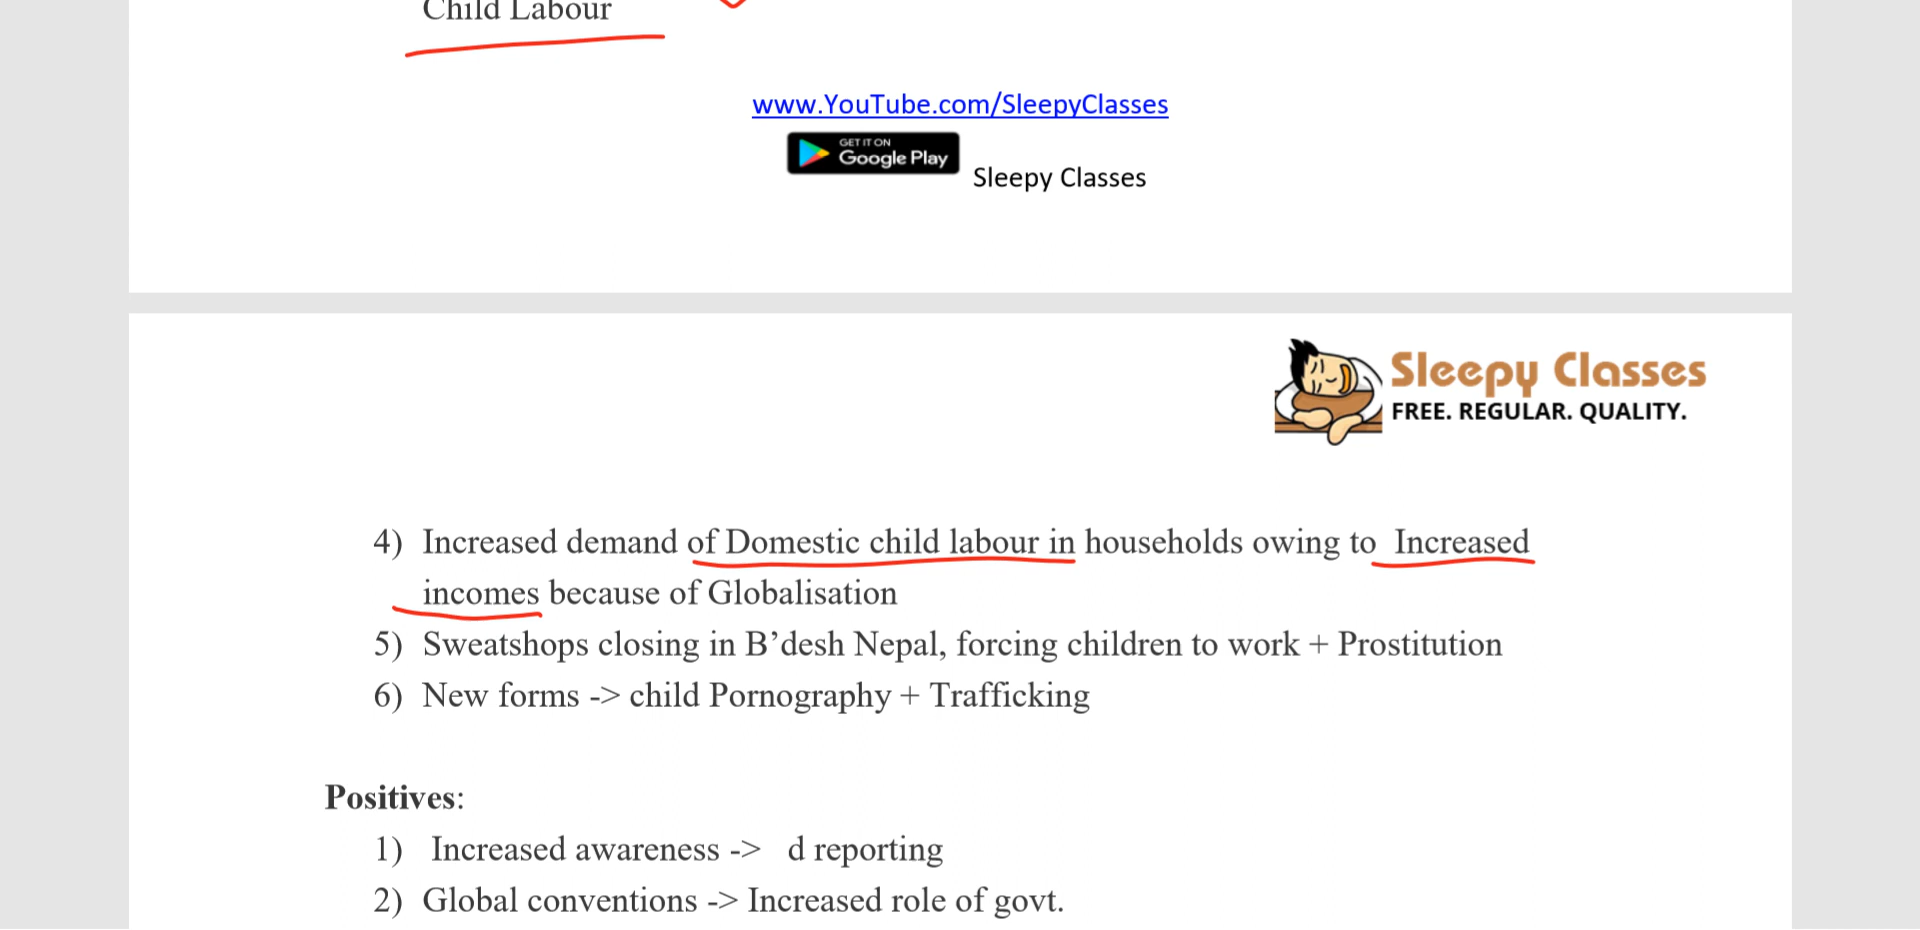 Child Labour
www.YouTube.com/SleepyClasses
GET IT ON
Google Play
Sleepy Classes
Sleepy Classes
FREE. REGULAR. QUALITY.
4) Increased demand of Domestic child labour in households owing to Increased
incomes because of Globalisation
5) Sweatshops closing in B’desh Nepal, forcing children to work + Prostitution
6) New forms -> child Pornography + Trafficking
Positives:
1) Increased awareness -> d reporting
2) Global conventions -> Increased role of govt.